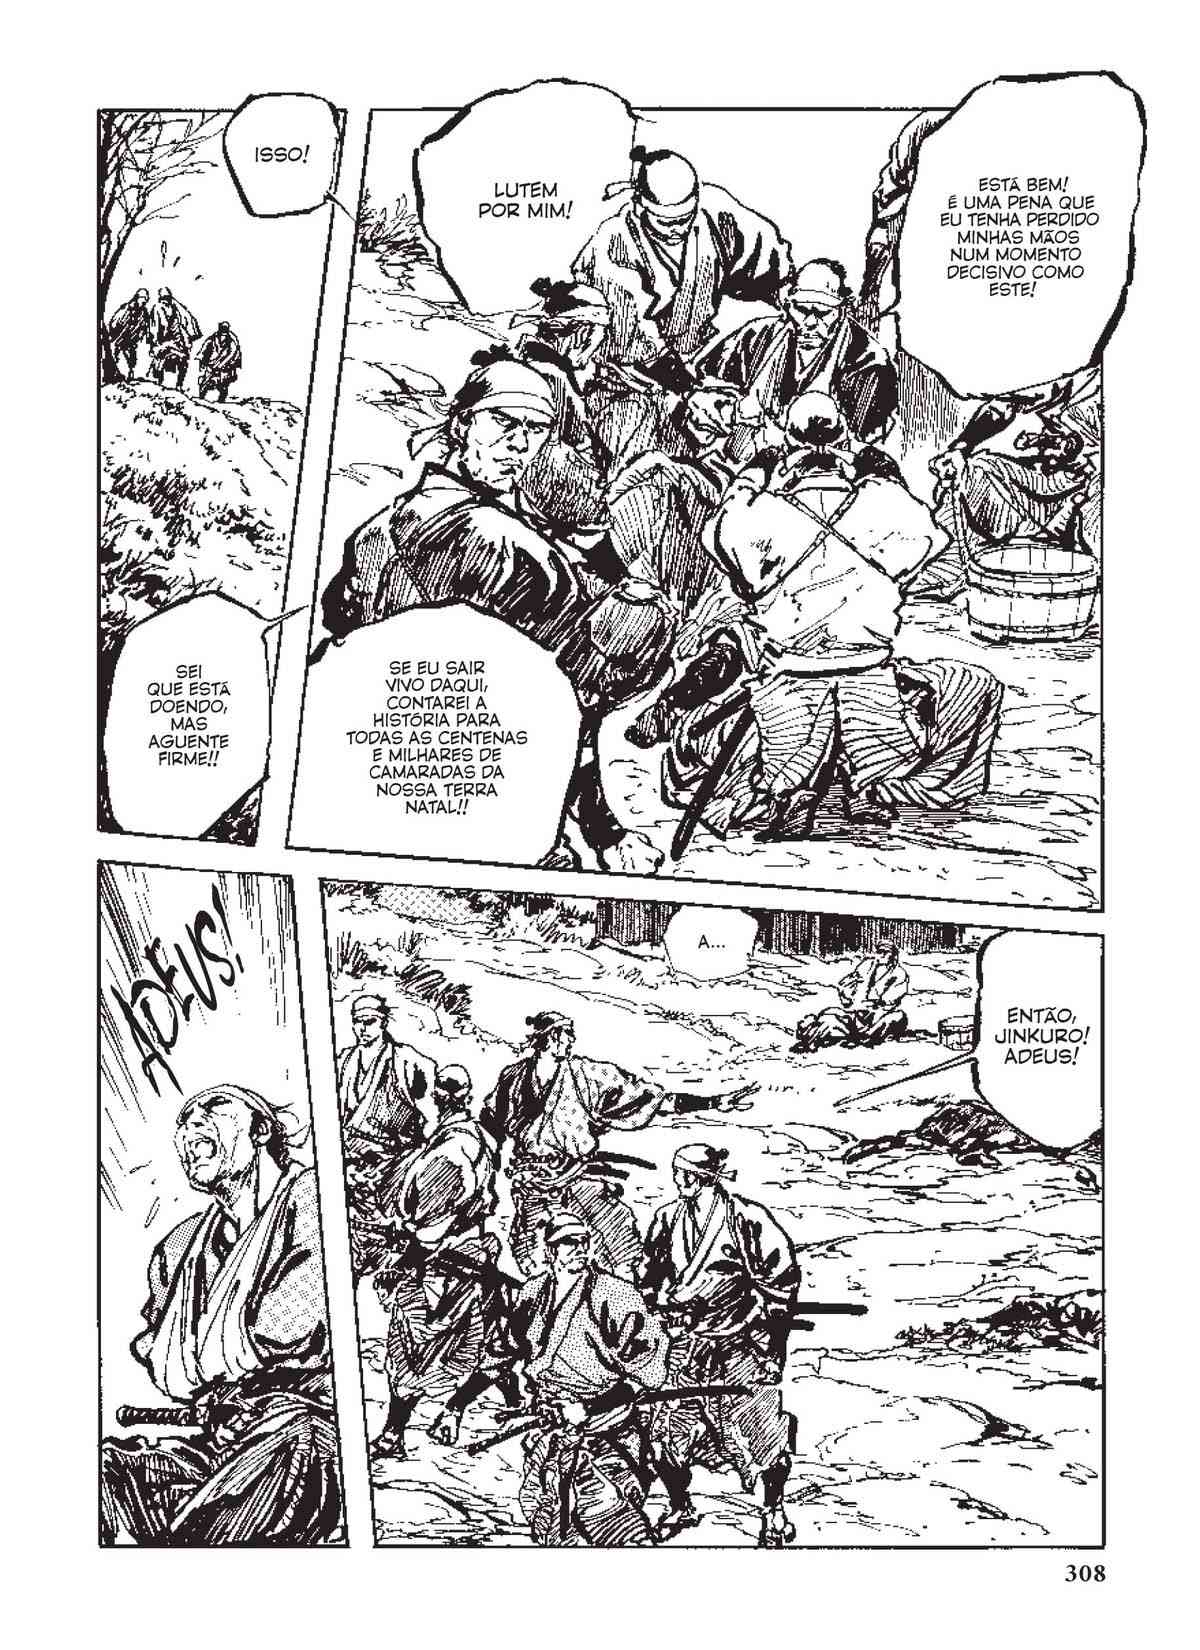 ESTÁ BEM!
É UMA PENA QUE
EU TENHA PERDIDO
MINHAS MÃOS
NUM MOMENTO
DECISIVO COMO
ESTE!
LUTEM
POR MIM!
SE EU SAIR
VIVO DAQUI,
CONTAREI A
HISTÓRIA PARA
TODAS AS CENTENAS
E MILHARES DE
CAMARADAS DA
NOSSA TERRA
NATAL!!
ISSO!
SEI
QUE ESTÁ
DOENDO,
MAS
AGUENTE
FIRME!!
ENTÃO,
JINKURO!
ADEUS!
A...
ADEUS!
308